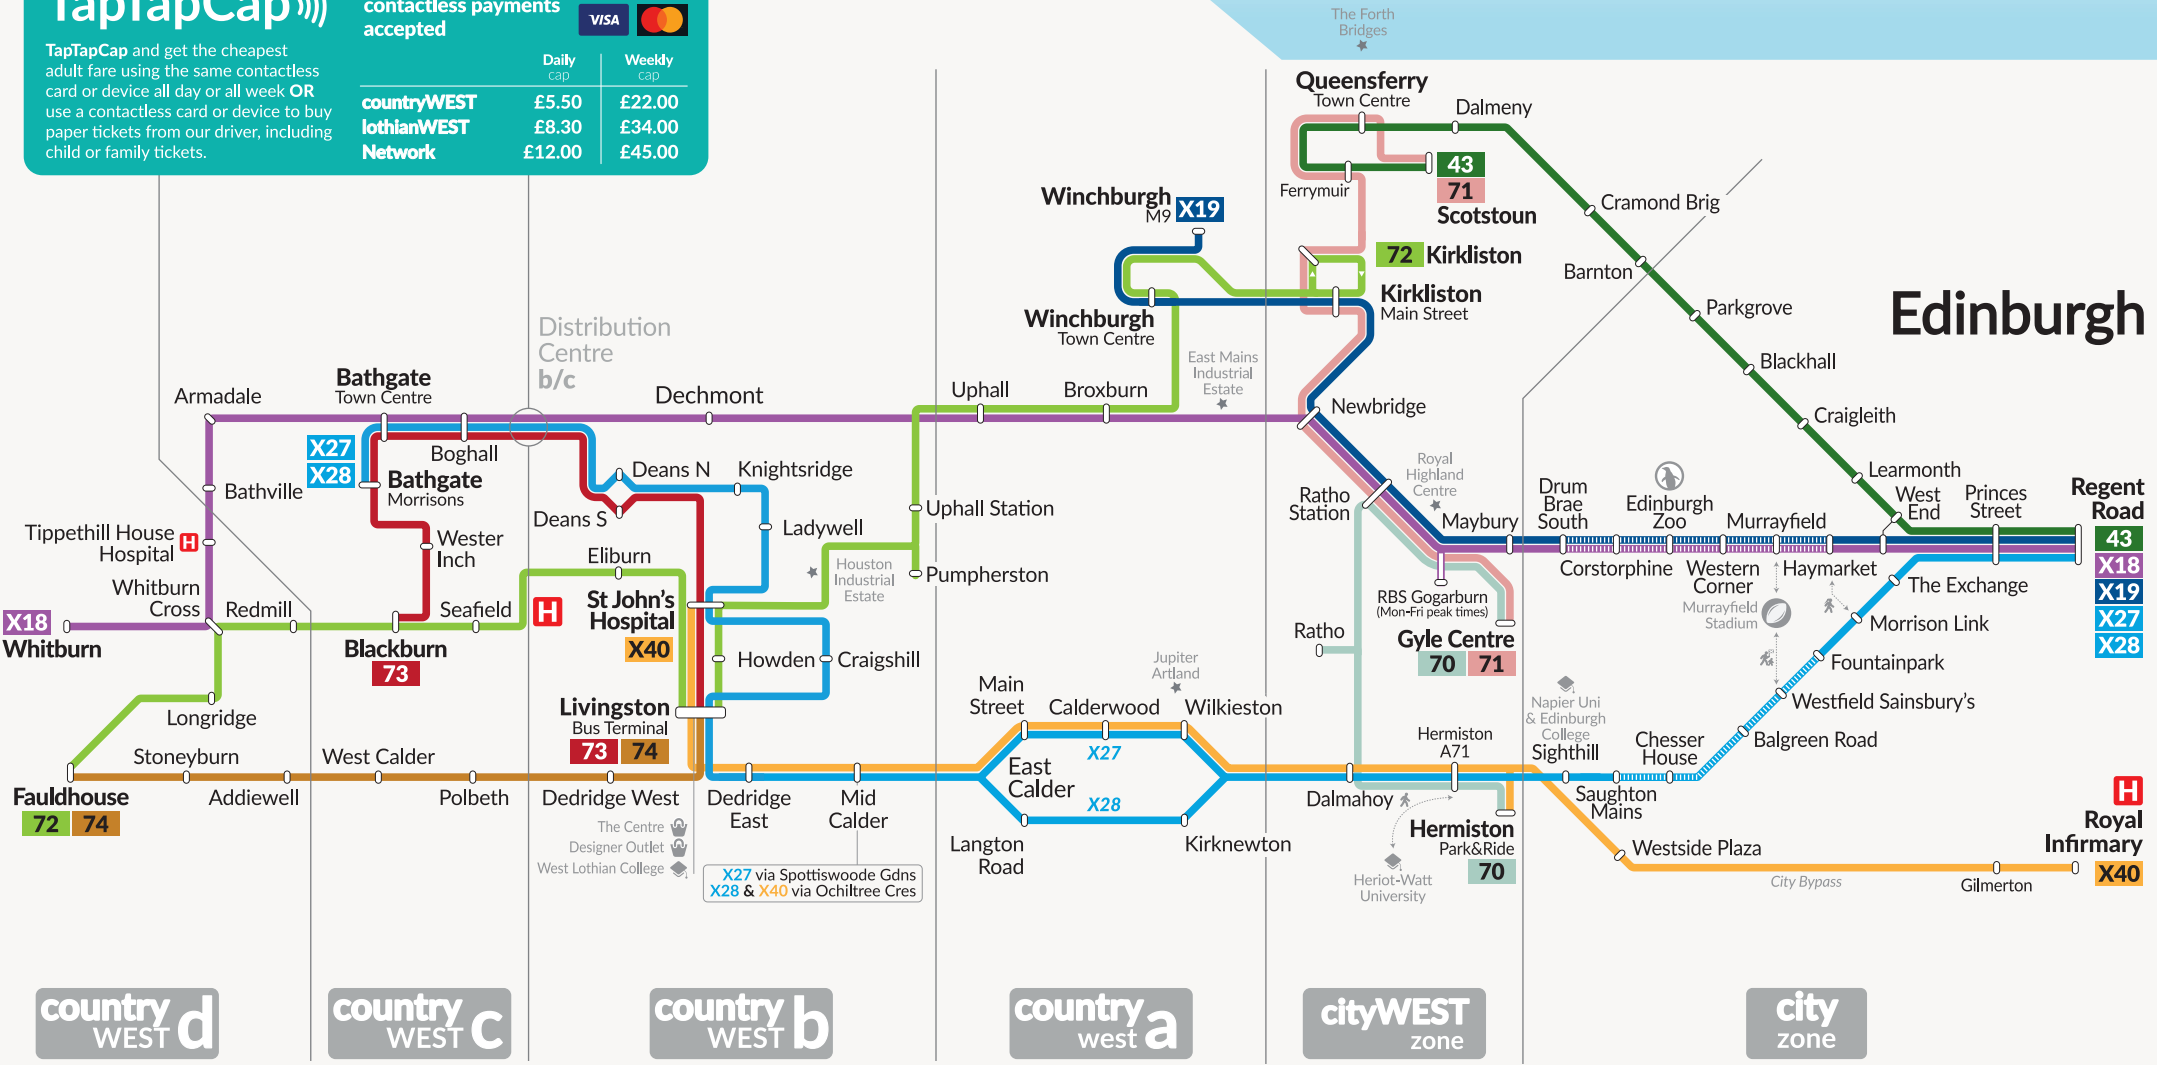 TapTapCap
TapTapCap and get the cheapest
adult fare using the same contactless
card or device all day or all week OR
use a contactless card or device to buy
paper tickets from our driver, including
child or family tickets.
contactless payments
accepted
VISA
Daily
cap
Weekly
cap
countryWEST £5.50 £22.00
lothianWEST £8.30 £34.00
Network £12.00 £45.00
The Forth
Bridges
Queensferry
Town Centre
Dalmeny
43
71
Scotstoun
Ferrymuir
Cramond Brig
Barnton
Parkgrove
Blackhall
Craigleith
Learmonth
West
End
Princes
Street
Edinburgh
Winchburgh
M9
X19
72 Kirkliston
Kirkliston
Main Street
Winchburgh
Town Centre
East Mains
Industrial
Estate
Newbridge
Distribution
Centre
b/c
Armadale
Bathgate
Town Centre
Dechmont
Uphall
Broxburn
X27
X28
Boghall
Bathgate
Morrisons
Deans N
Knightsridge
Deans S
Ladywell
Bathville
Tippethill House
Hospital
H
Wester
Inch
Whitburn
Cross
Redmill
Seafield
X18
Whitburn
Blackburn
73
Eliburn
H
St John's
Hospital
X40
Houston
Industrial
Estate
Uphall Station
Pumpherston
Howden
Craigshill
Livingston
Bus Terminal
73
74
Longridge
Stoneyburn
West Calder
Fauldhouse
72
74
Addiewell
Polbeth
Dedridge West
The Centre
Designer Outlet
West Lothian College
Dedridge
East
Mid
Calder
X27 via Spottiswoode Gdns
X28 & X40 via Ochiltree Cres
Main
Street
Calderwood
Wilkieston
Jupiter
Artland
X27
East
Calder
X28
Langton
Road
Kirknewton
Ratho
Station
Royal
Highland
Centre
Maybury
Drum
Brae
South
Edinburgh
Zoo
Murrayfield
Corstorphine
Western
Corner
Haymarket
Murrayfield
Stadium
RBS Gogarburn
(Mon-Fri peak times)
Gyle Centre
70
71
Ratho
Regent
Road
43
X18
X19
X27
X28
The Exchange
Morrison Link
Fountainpark
Westfield Sainsbury's
Balgreen Road
Chesser
House
Napier Uni
& Edinburgh
College
Sighthill
Saughton
Mains
Hermiston
A71
Dalmahoy
Hermiston
Park&Ride
70
Heriot-Watt
University
Westside Plaza
City Bypass
Gilmerton
H
Royal
Infirmary
X40
country
WEST d
country
WEST c
country
WEST b
country
west a
cityWEST
zone
city
zone